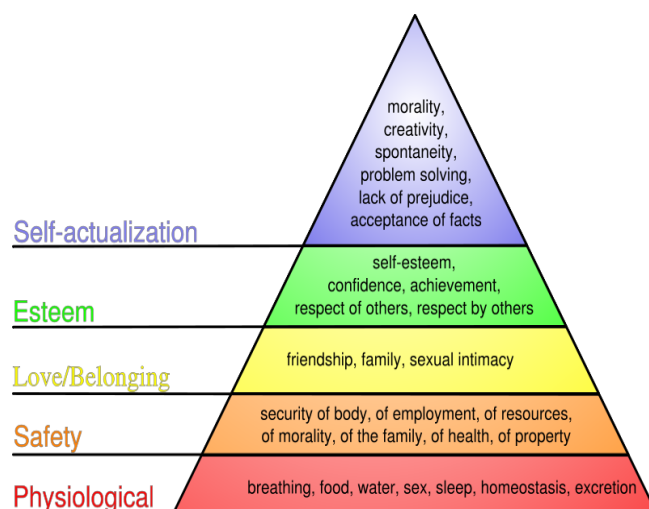 morality,
creativity,
spontaneity,
problem solving,
lack of prejudice,
acceptance of facts
Self-actualization
self-esteem,
confidence, achievement,
respect of others, respect by others
Esteem
friendship, family, sexual intimacy
Love/Belonging
security of body, of employment, of resources,
of morality, of the family, of health, of property
Safety
breathing, food, water, sex, sleep, homeostasis, excretion
Physiological